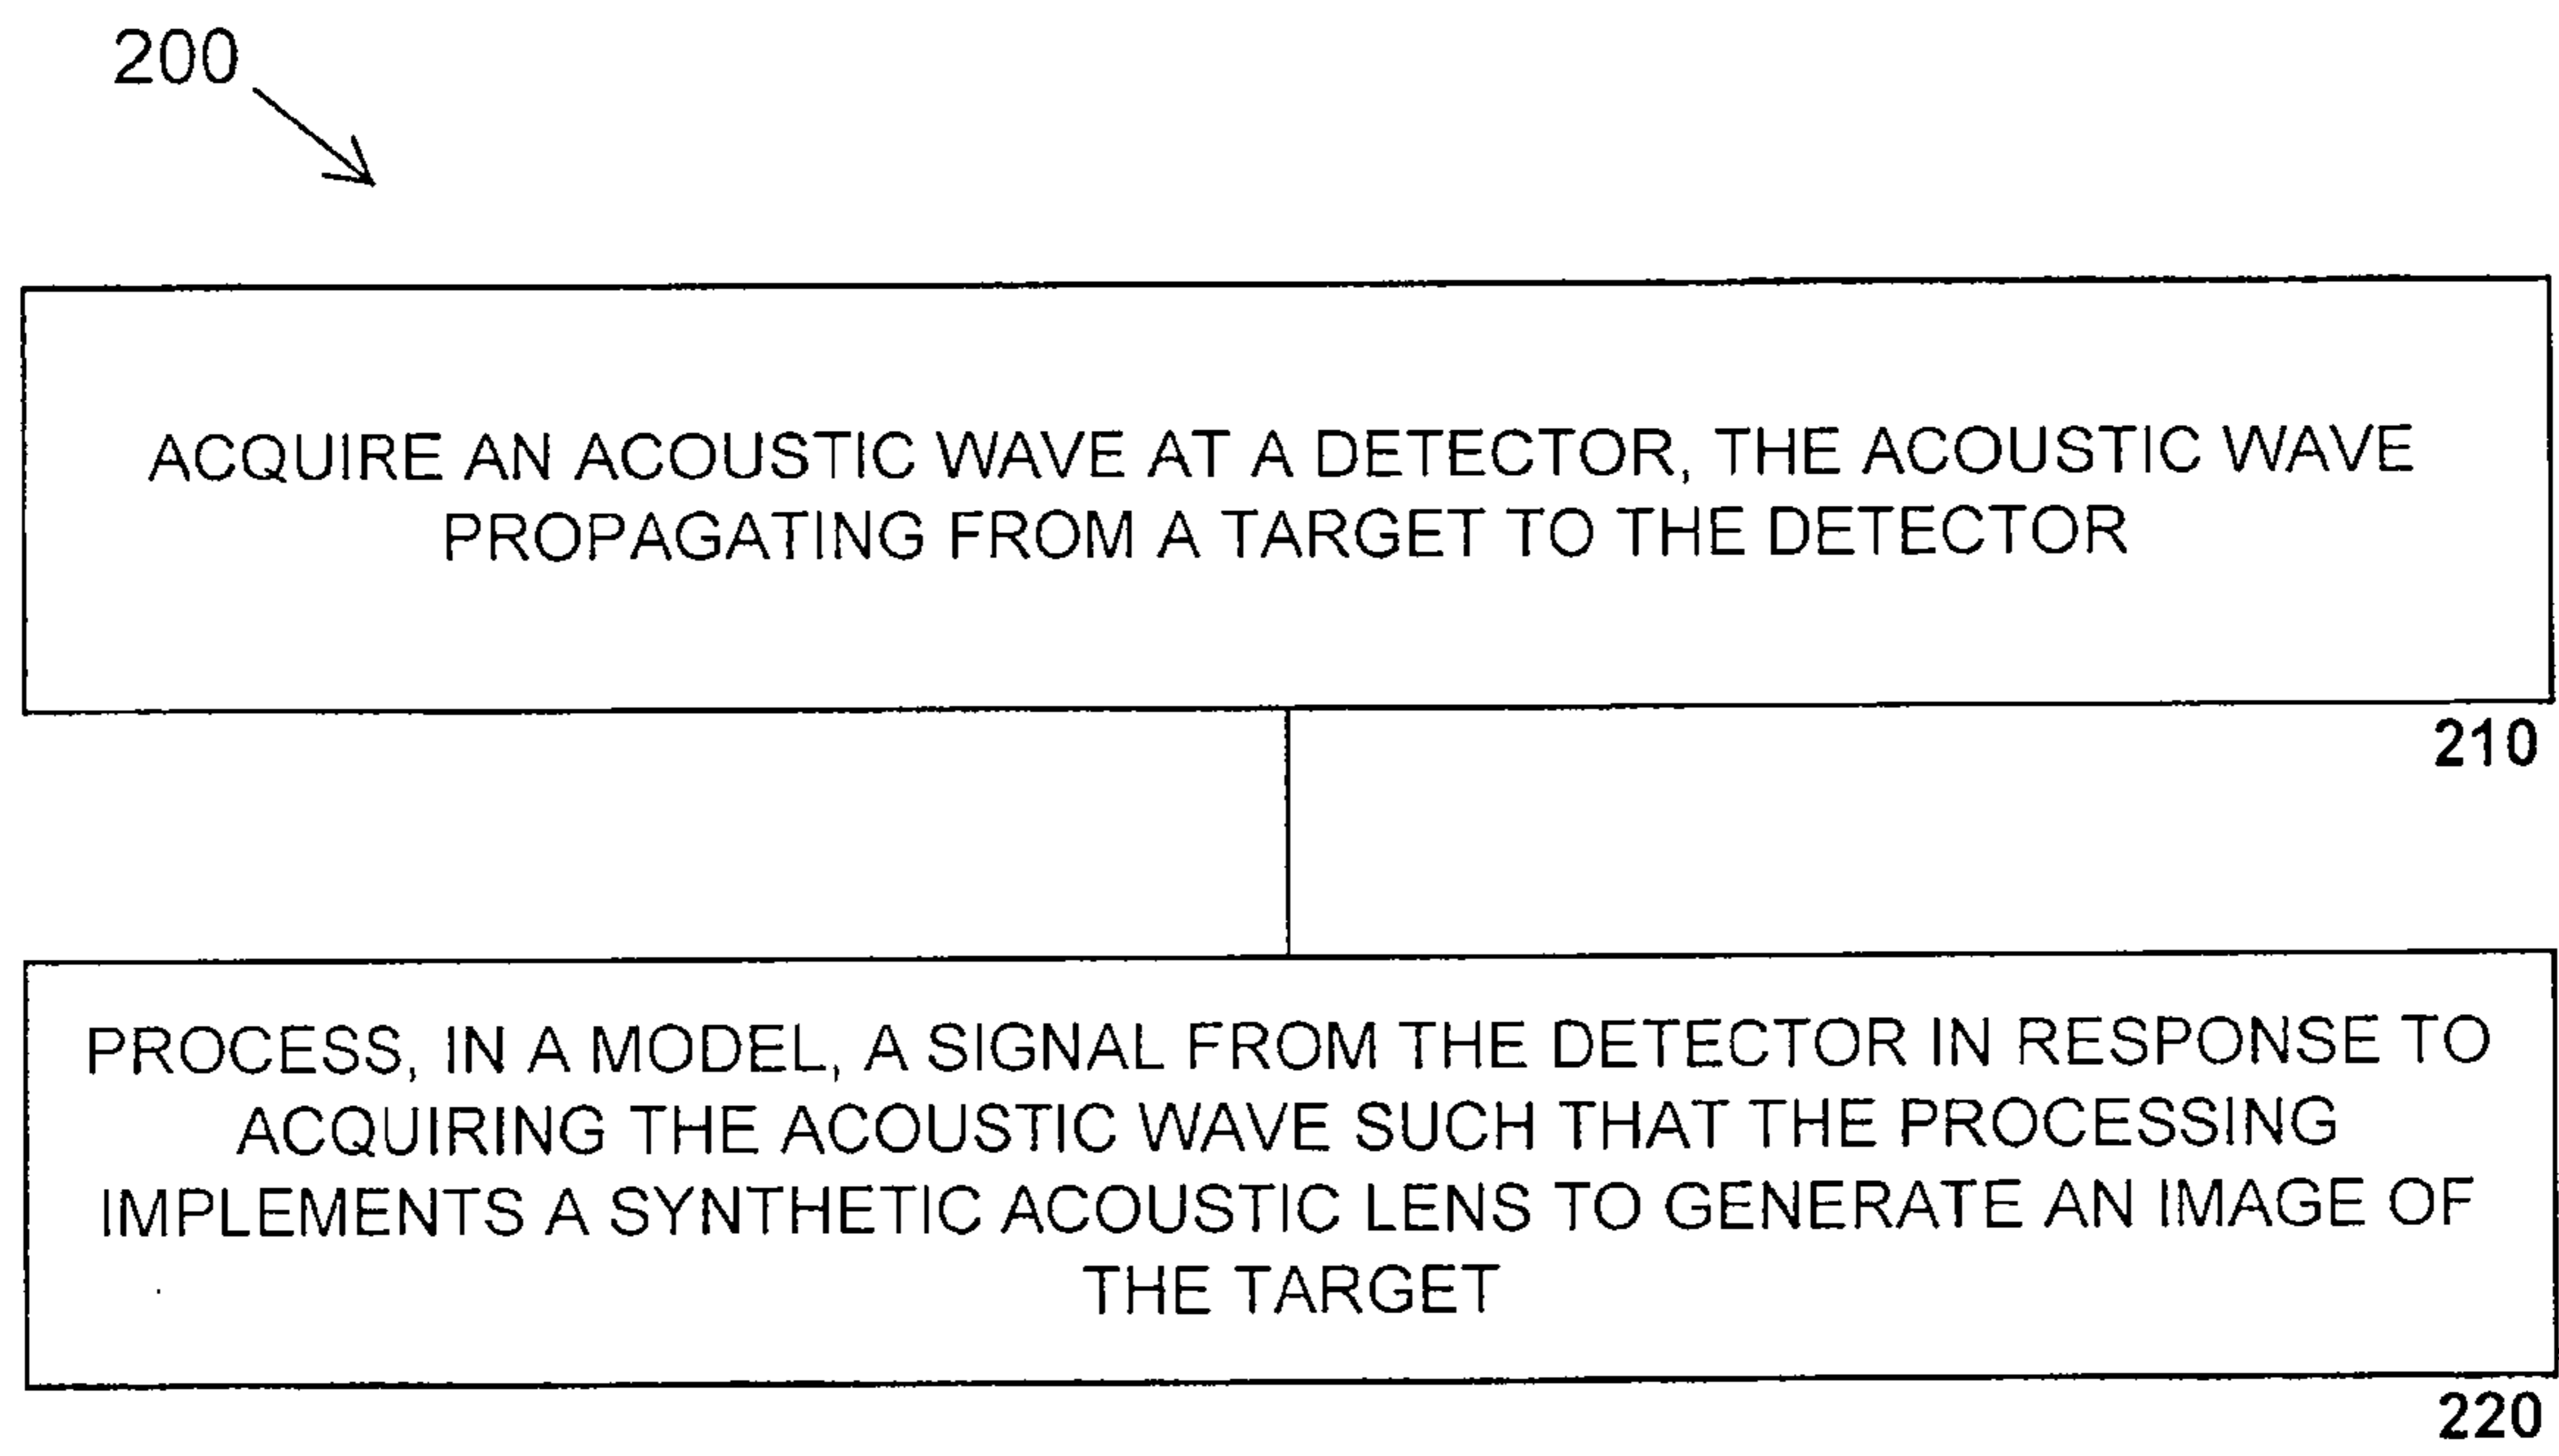 200
ACQUIRE AN ACOUSTIC WAVE AT A DETECTOR, THE ACOUSTIC WAVE
PROPAGATING FROM A TARGET TO THE DETECTOR
210
PROCESS, IN A MODEL, A SIGNAL FROM THE DETECTOR IN RESPONSE TO
ACQUIRING THE ACOUSTIC WAVE SUCH THAT THE PROCESSING
IMPLEMENTS A SYNTHETIC ACOUSTIC LENS TO GENERATE AN IMAGE OF
THE TARGET
220